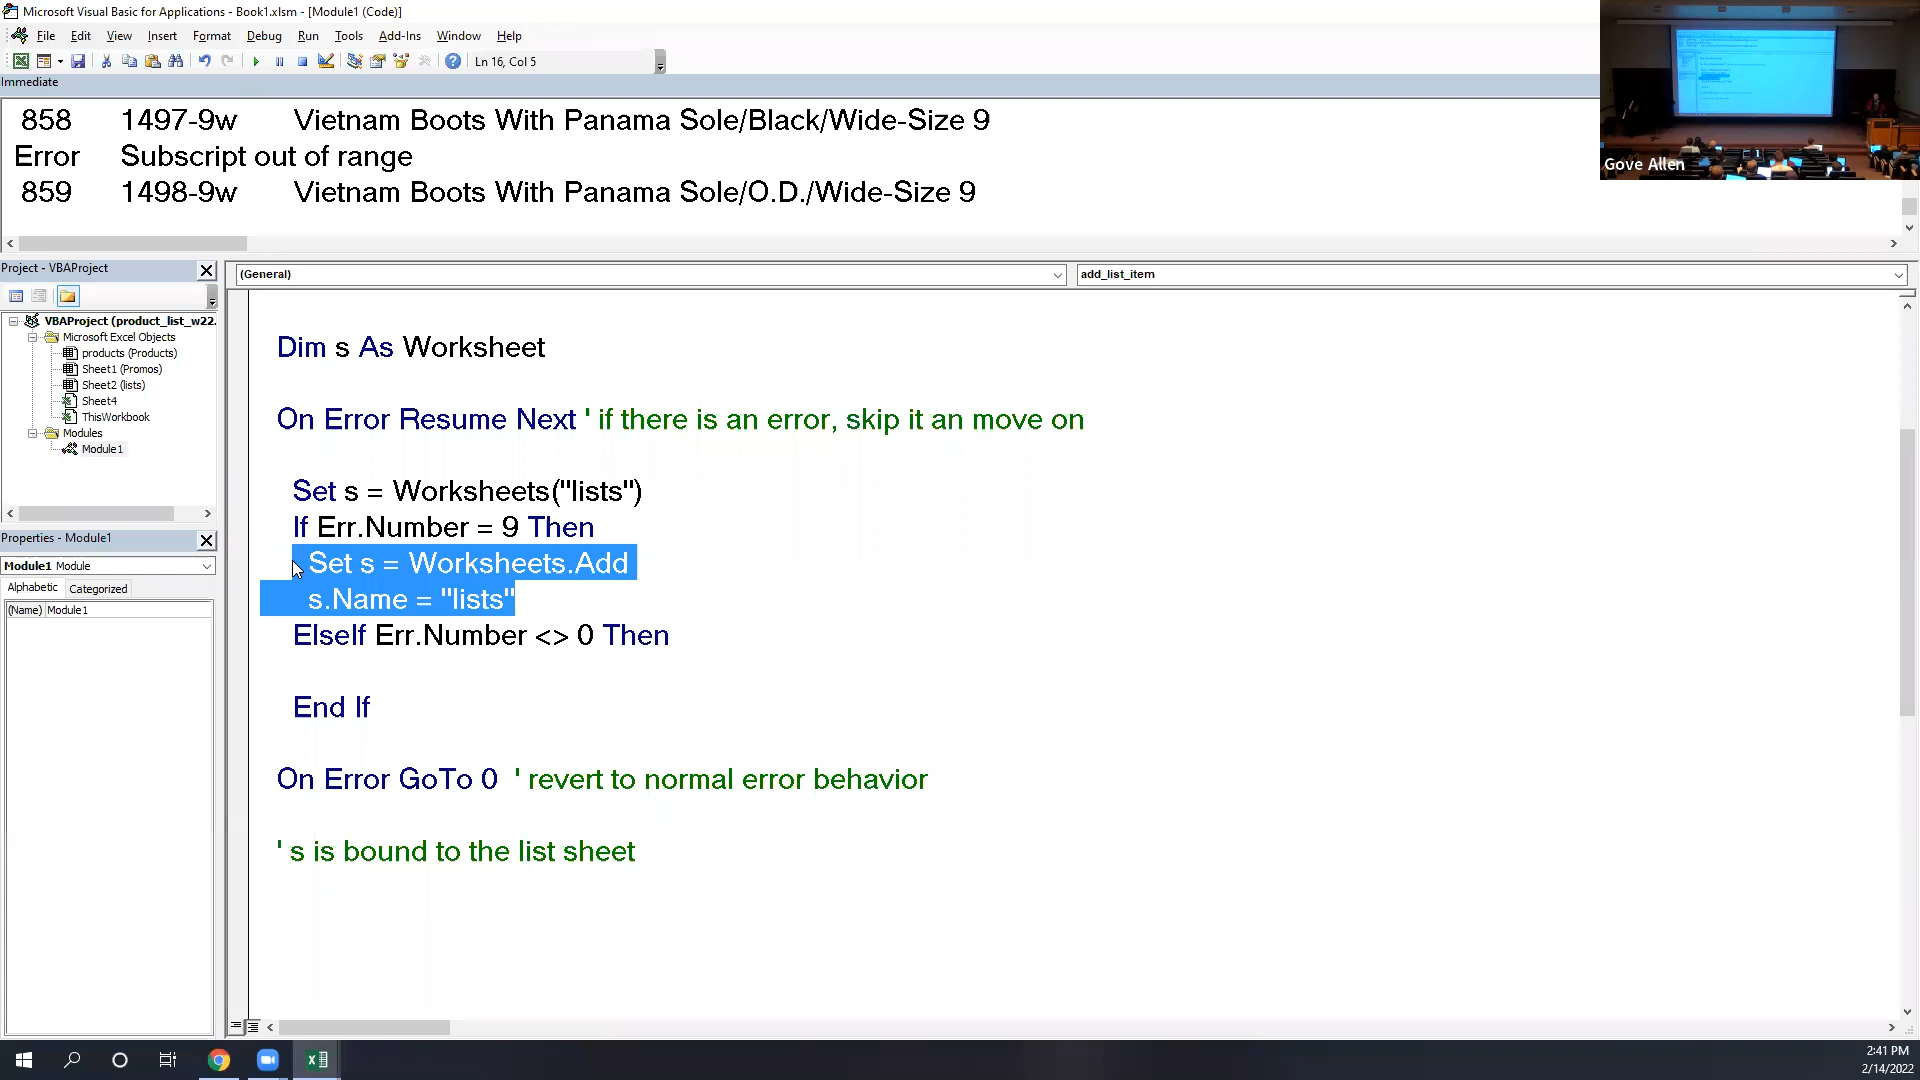 Microsoft Visual Basic for Applications - Book1.xlsm - [Module1 (Code)]
File Edit View Insert Format Debug Run Tools Add-Ins Window Help
Ln 16, Col 5
Immediate
858 1497-9w Vietnam Boots With Panama Sole/Black/Wide-Size 9
Error Subscript out of range
859 1498-9w Vietnam Boots With Panama Sole/O.D./Wide-Size 9
Gove Allen
Project - VBAProject
VBAProject (product_list_w22.
Microsoft Excel Objects
products (Products)
Sheet1 (Promos)
Sheet2 (lists)
Sheet4
ThisWorkbook
Modules
Module1
Properties - Module1
Module1 Module
Alphabetic Categorized
(Name) Module1
(General) add_list_item
Dim s As Worksheet
On Error Resume Next ' if there is an error, skip it an move on
Set s = Worksheets("lists")
If Err.Number = 9 Then
Set s = Worksheets.Add
s.Name = "lists"
ElseIf Err.Number <> 0 Then
End If
On Error GoTo 0 ' revert to normal error behavior
' s is bound to the list sheet
2:41 PM
2/14/2022